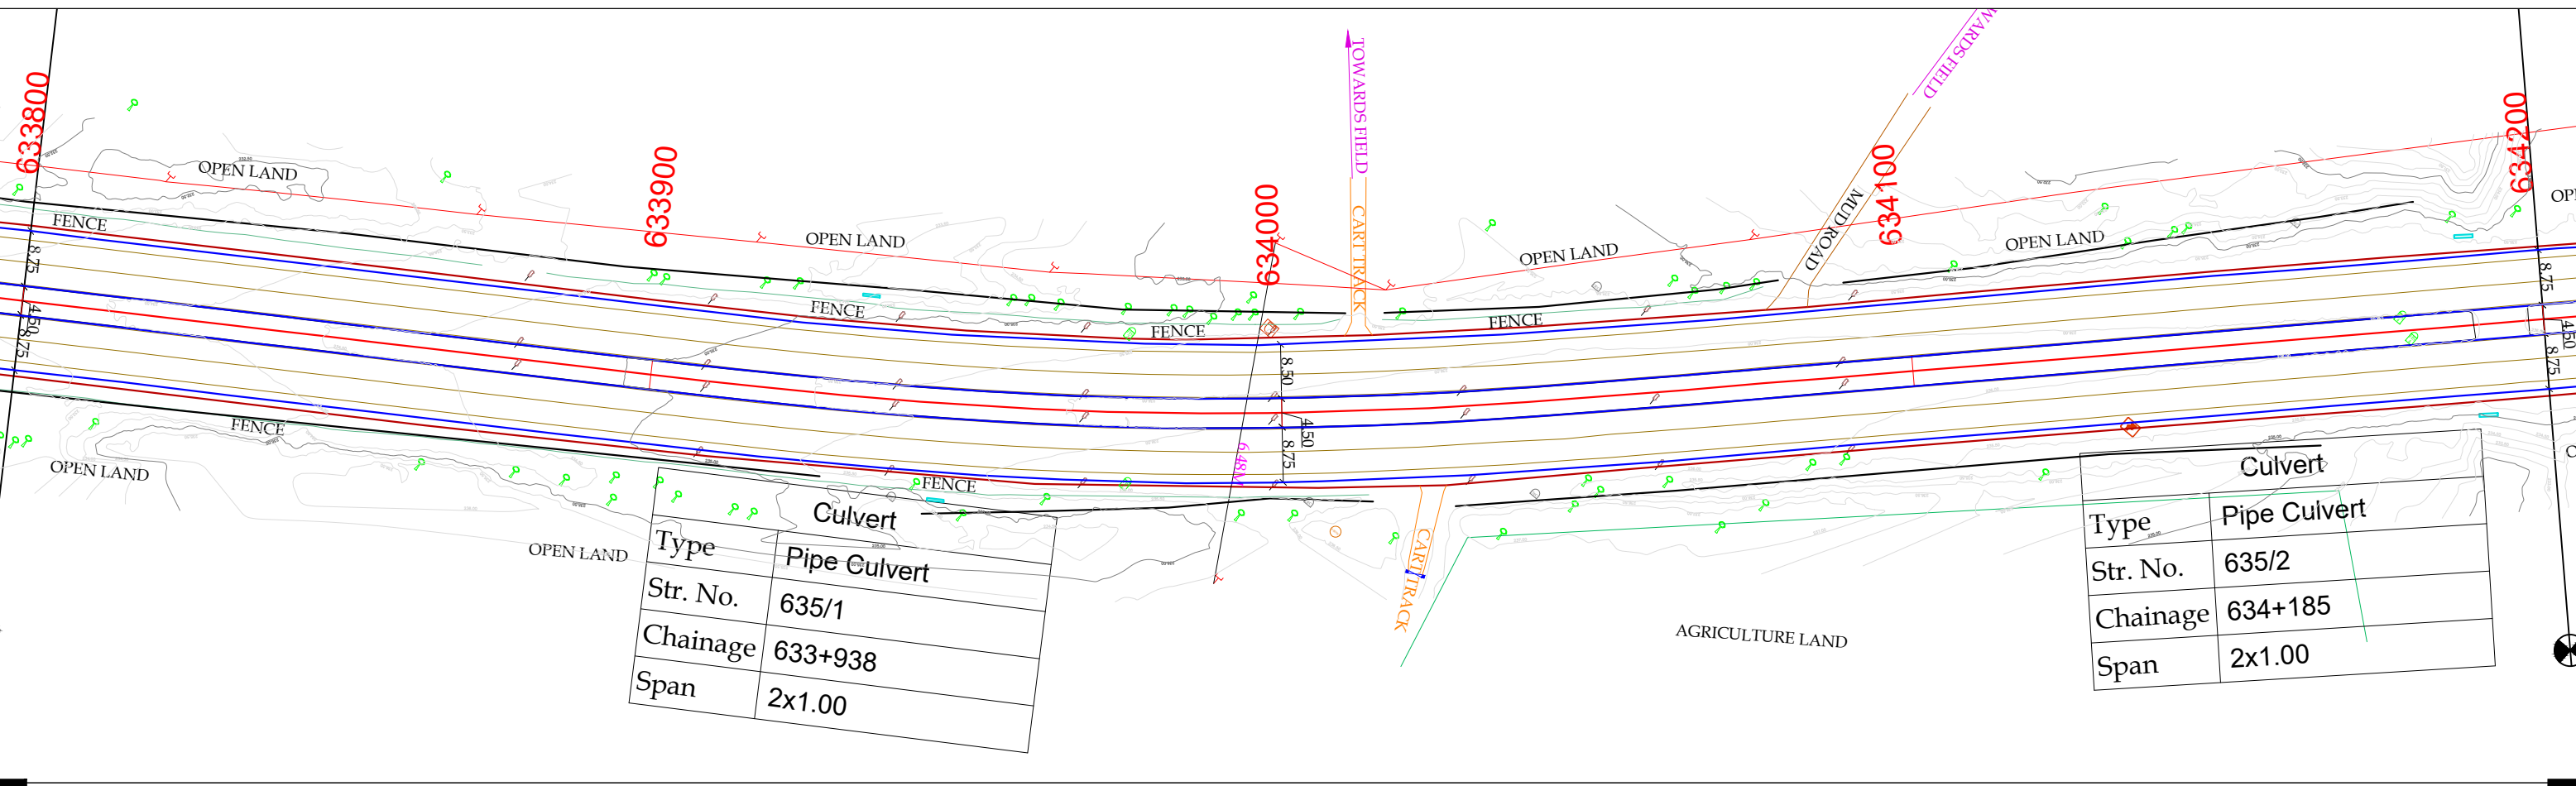 633800
633900
634000
634100
634200
TOWARDS FIELD
WARDS FIELD
CART TRACK
MUD ROAD
OPEN LAND
OPEN LAND
OPEN LAND
OPEN LAND
FENCE
FENCE
FENCE
FENCE
8.75
4.50
8.75
8.50
4.50
8.75
8.75
4.50
8.75
6.48M
FENCE
FENCE
OPEN LAND
OPEN LAND
CART TRACK
AGRICULTURE LAND
Culvert
Type Pipe Culvert
Str. No. 635/1
Chainage 633+938
Span 2x1.00
Culvert
Type Pipe Culvert
Str. No. 635/2
Chainage 634+185
Span 2x1.00